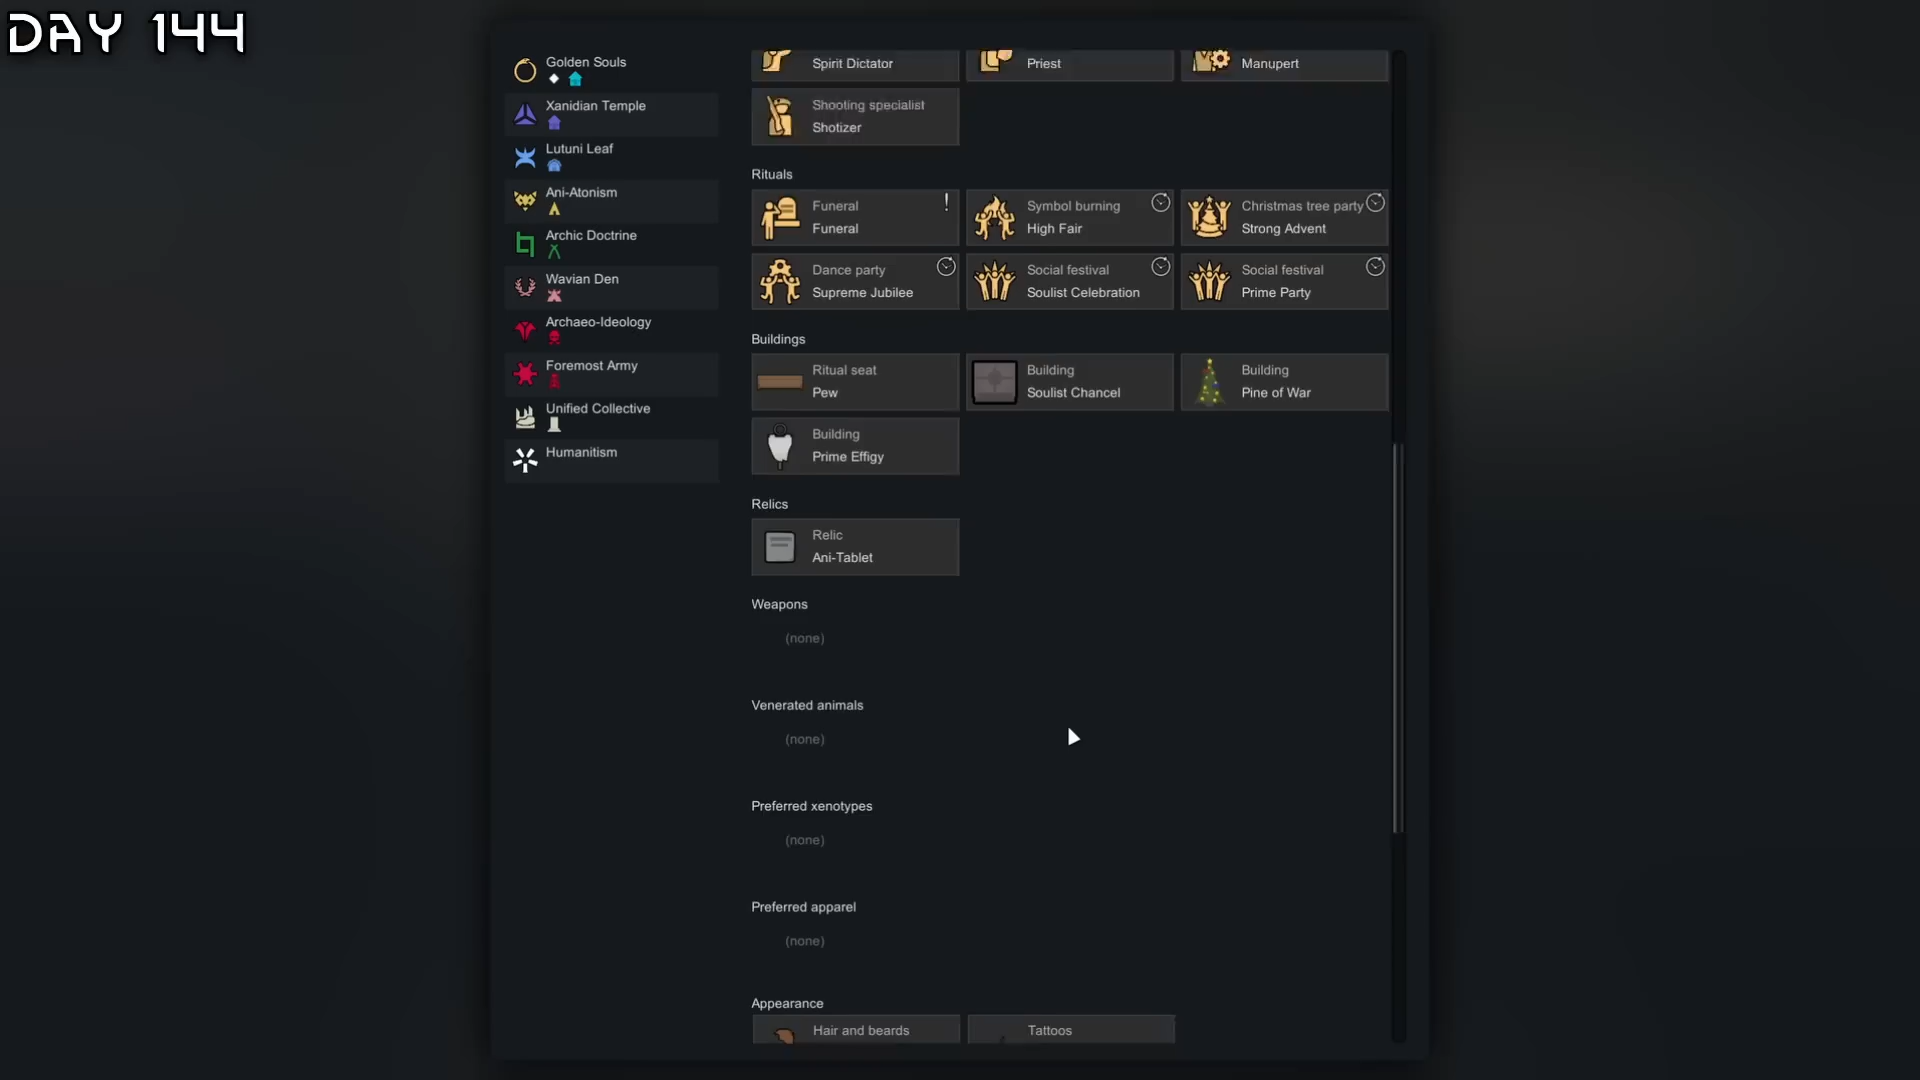 DAY 144
Golden Souls
Xanidian Temple
Lutuni Leaf
Ani-Atonism
Archic Doctrine
Wavian Den
Archaeo-Ideology
Foremost Army
Unified Collective
Humanitism
Spirit Dictator
Priest
Manupert
Shooting specialist
Shotizer
Rituals
Funeral
Funeral
!
Symbol burning
High Fair
Christmas tree party
Strong Advent
Dance party
Supreme Jubilee
Social festival
Soulist Celebration
Social festival
Prime Party
Buildings
Ritual seat
Pew
Building
Soulist Chancel
Building
Pine of War
Building
Prime Effigy
Relics
Relic
Ani-Tablet
Weapons
(none)
Venerated animals
(none)
Preferred xenotypes
(none)
Preferred apparel
(none)
Appearance
Hair and beards
Tattoos